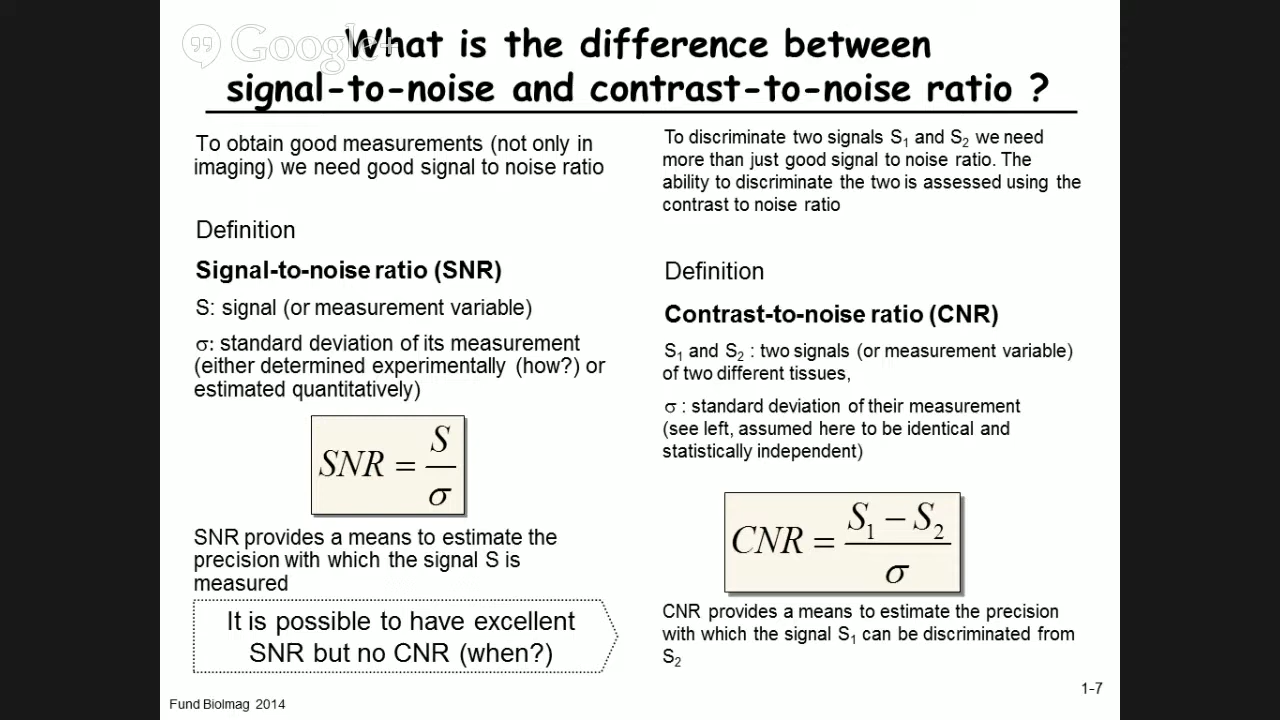 Google+
What is the difference between
signal-to-noise and contrast-to-noise ratio ?
To obtain good measurements (not only in
imaging) we need good signal to noise ratio
Definition
Signal-to-noise ratio (SNR)
S: signal (or measurement variable)
σ: standard deviation of its measurement
(either determined experimentally (how?) or
estimated quantitatively)
SNR = S/σ
SNR provides a means to estimate the
precision with which the signal S is
measured
It is possible to have excellent
SNR but no CNR (when?)
To discriminate two signals S₁ and S₂ we need
more than just good signal to noise ratio. The
ability to discriminate the two is assessed using the
contrast to noise ratio
Definition
Contrast-to-noise ratio (CNR)
S₁ and S₂ : two signals (or measurement variable)
of two different tissues,
σ : standard deviation of their measurement
(see left, assumed here to be identical and
statistically independent)
CNR = (S₁ − S₂)/σ
CNR provides a means to estimate the precision
with which the signal S₁ can be discriminated from
S₂
Fund BioImag 2014
1-7